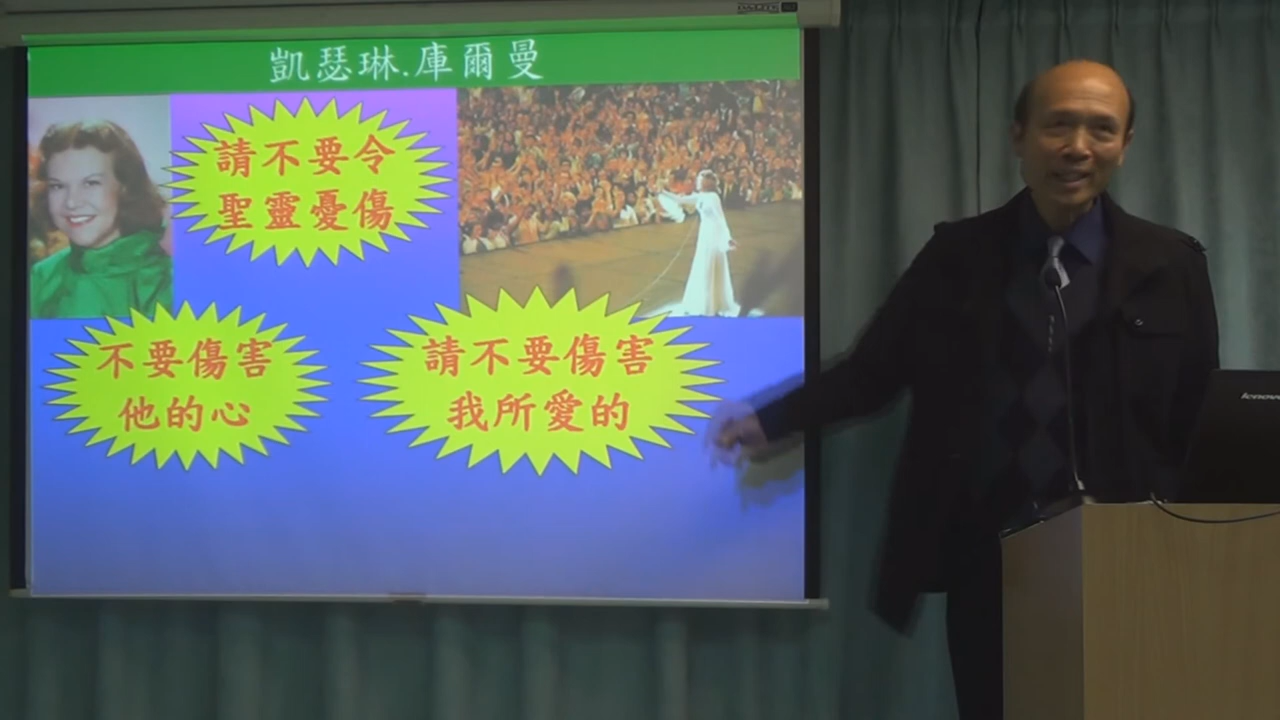 凱瑟琳.庫爾曼
請不要令
聖靈憂傷
不要傷害
他的心
請不要傷害
我所愛的
lenovo